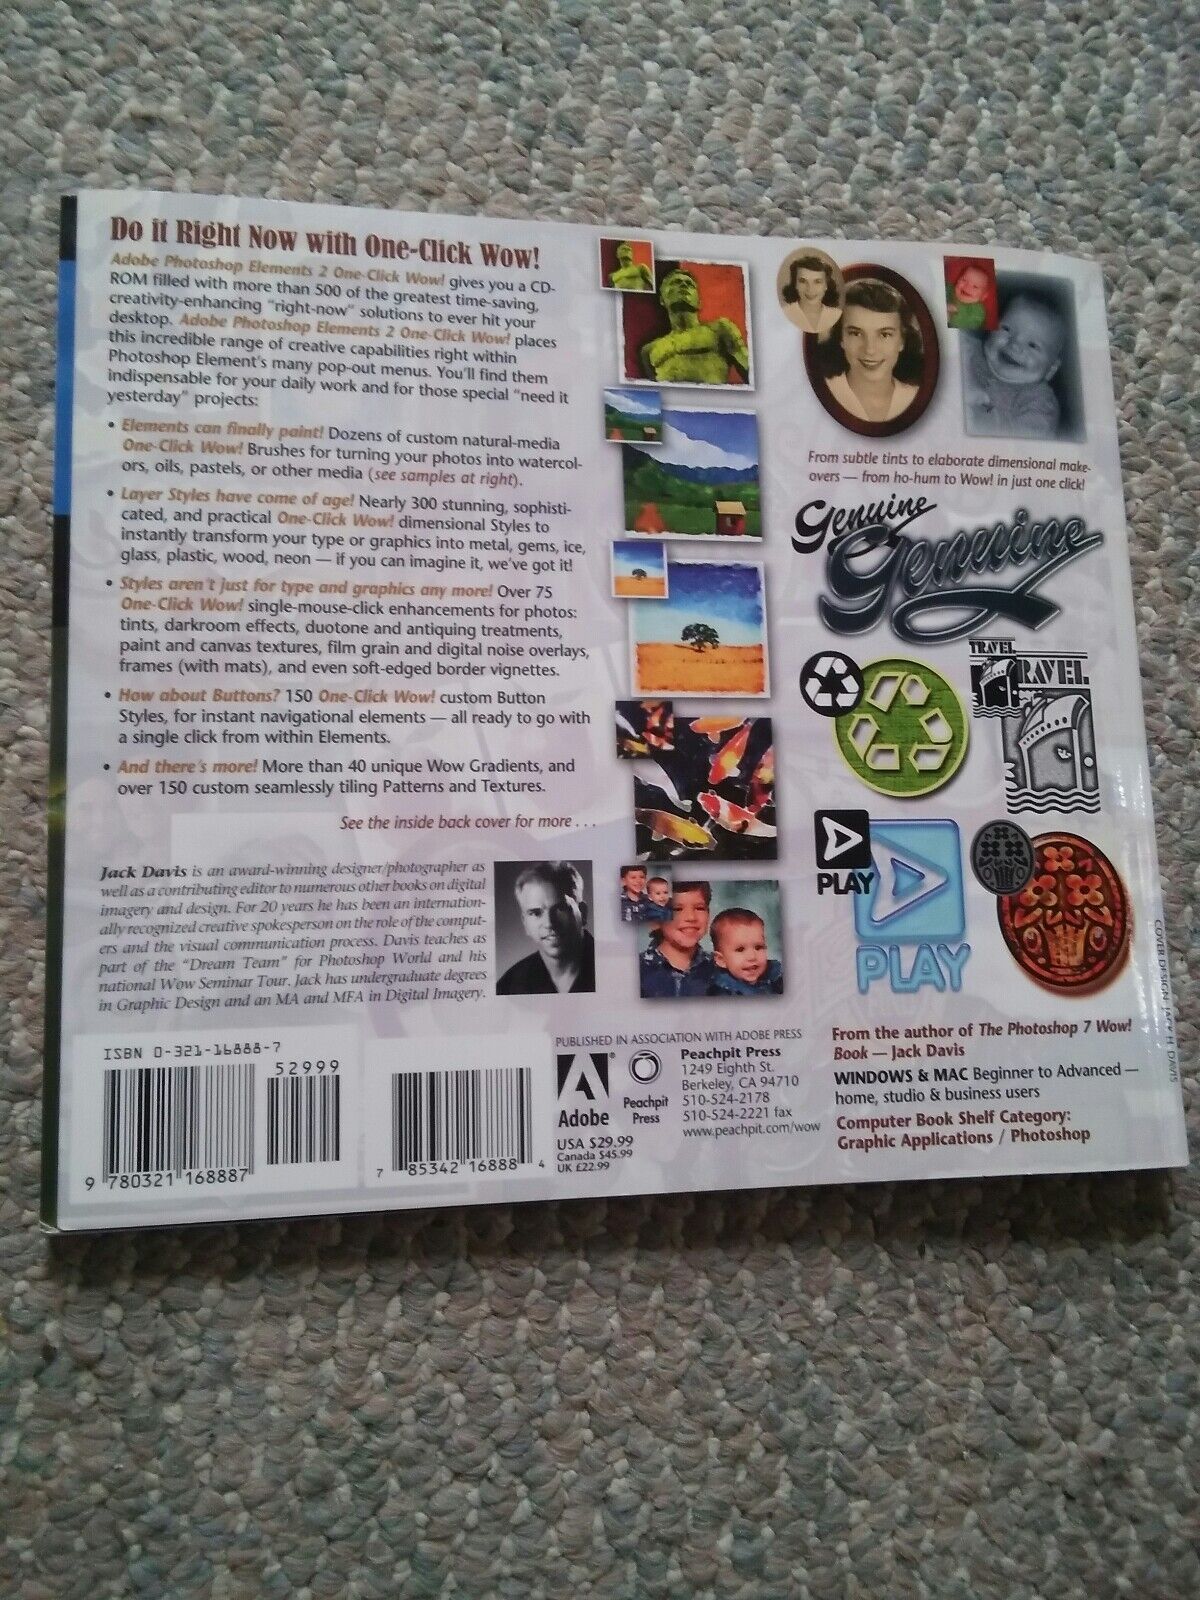 Do it Right Now with One-Click Wow!
Adobe Photoshop Elements 2 One-Click Wow! gives you a CD-
ROM filled with more than 500 of the greatest time-saving,
creativity-enhancing "right-now" solutions to ever hit your
desktop. Adobe Photoshop Elements 2 One-Click Wow! places
this incredible range of creative capabilities right within
Photoshop Element's many pop-out menus. You'll find them
indispensable for your daily work and for those special "need it
yesterday" projects:
• Elements can finally paint! Dozens of custom natural-media
One-Click Wow! Brushes for turning your photos into watercol-
ors, oils, pastels, or other media (see samples at right).
• Layer Styles have come of age! Nearly 300 stunning, sophisti-
cated, and practical One-Click Wow! dimensional Styles to
instantly transform your type or graphics into metal, gems, ice,
glass, plastic, wood, neon — if you can imagine it, we've got it!
• Styles aren't just for type and graphics any more! Over 75
One-Click Wow! single-mouse-click enhancements for photos:
tints, darkroom effects, duotone and antiquing treatments,
paint and canvas textures, film grain and digital noise overlays,
frames (with mats), and even soft-edged border vignettes.
• How about Buttons? 150 One-Click Wow! custom Button
Styles, for instant navigational elements — all ready to go with
a single click from within Elements.
• And there's more! More than 40 unique Wow Gradients, and
over 150 custom seamlessly tiling Patterns and Textures.
See the inside back cover for more . . .
Jack Davis is an award-winning designer/photographer as
well as a contributing editor to numerous other books on digital
imagery and design. For 20 years he has been an internation-
ally recognized creative spokesperson on the role of the comput-
ers and the visual communication process. Davis teaches as
part of the "Dream Team" for Photoshop World and his
national Wow Seminar Tour. Jack has undergraduate degrees
in Graphic Design and an MA and MFA in Digital Imagery.
From subtle tints to elaborate dimensional make-
overs — from ho-hum to Wow! in just one click!
Genuine
Genuine
TRAVEL
TRAVEL
PLAY
PLAY
COVER DESIGN: JACK H DAVIS
ISBN 0-321-16888-7
52999
9 780321 168887
7 85342 16888 4
PUBLISHED IN ASSOCIATION WITH ADOBE PRESS
Adobe
Peachpit
Press
Peachpit Press
1249 Eighth St.
Berkeley, CA 94710
510-524-2178
510-524-2221 fax
www.peachpit.com/wow
USA $29.99
Canada $45.99
UK £22.99
From the author of The Photoshop 7 Wow!
Book — Jack Davis
WINDOWS & MAC Beginner to Advanced —
home, studio & business users
Computer Book Shelf Category:
Graphic Applications / Photoshop